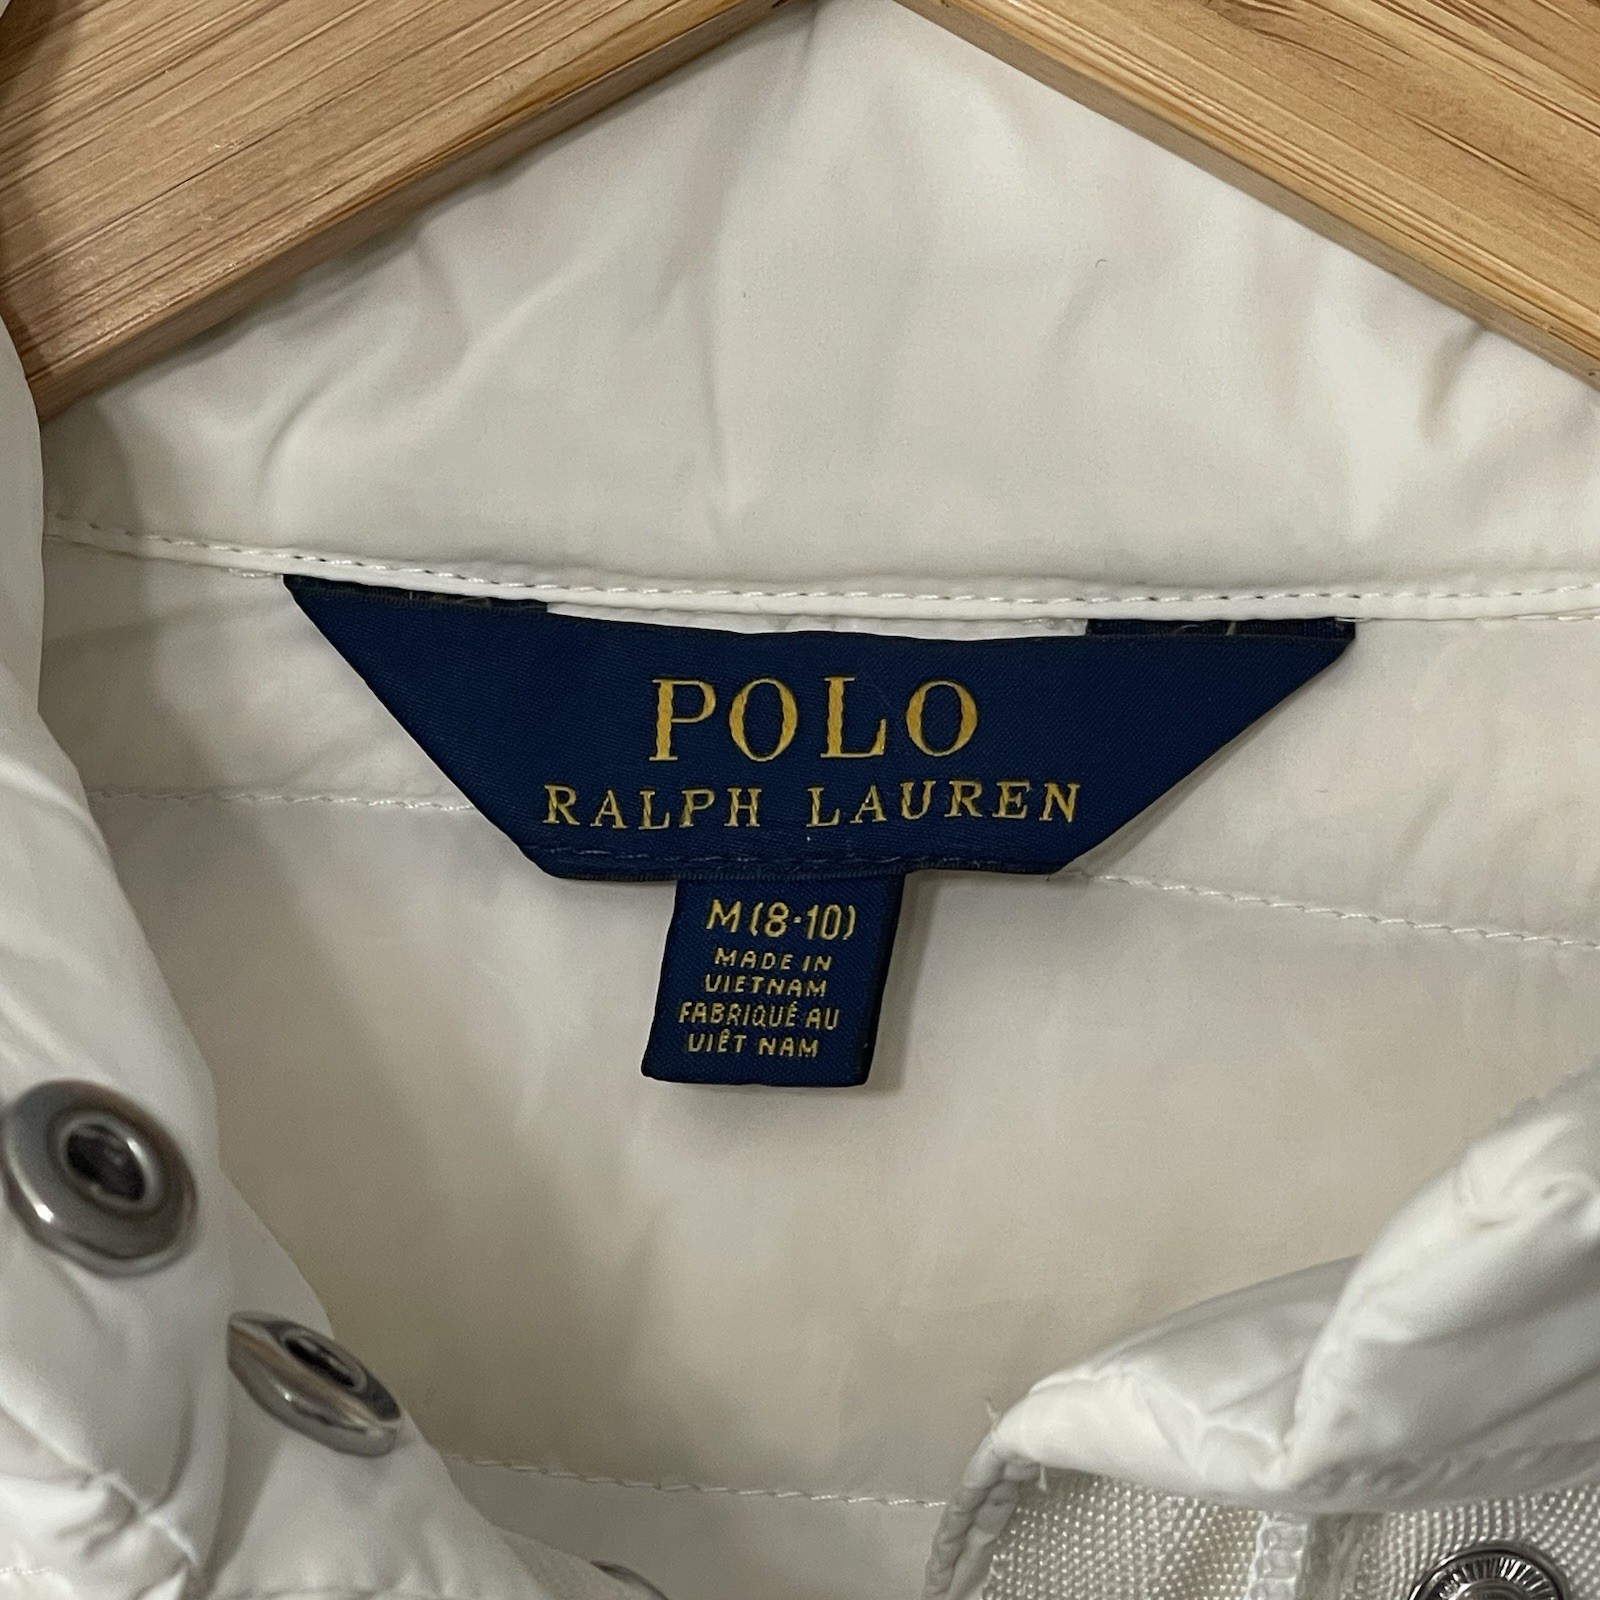 POLO
RALPH LAUREN
M(8·10)
MADE IN
VIETNAM
FABRIQUÉ AU
VIÊT NAM